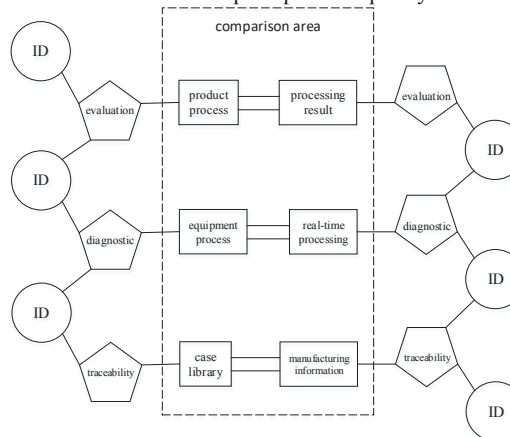 comparison area
ID
product
process
processing
result
evaluation
evaluation
ID
ID
equipment
process
real-time
processing
diagnostic
diagnostic
ID
ID
case
library
manufacturing
information
traceability
traceability
ID